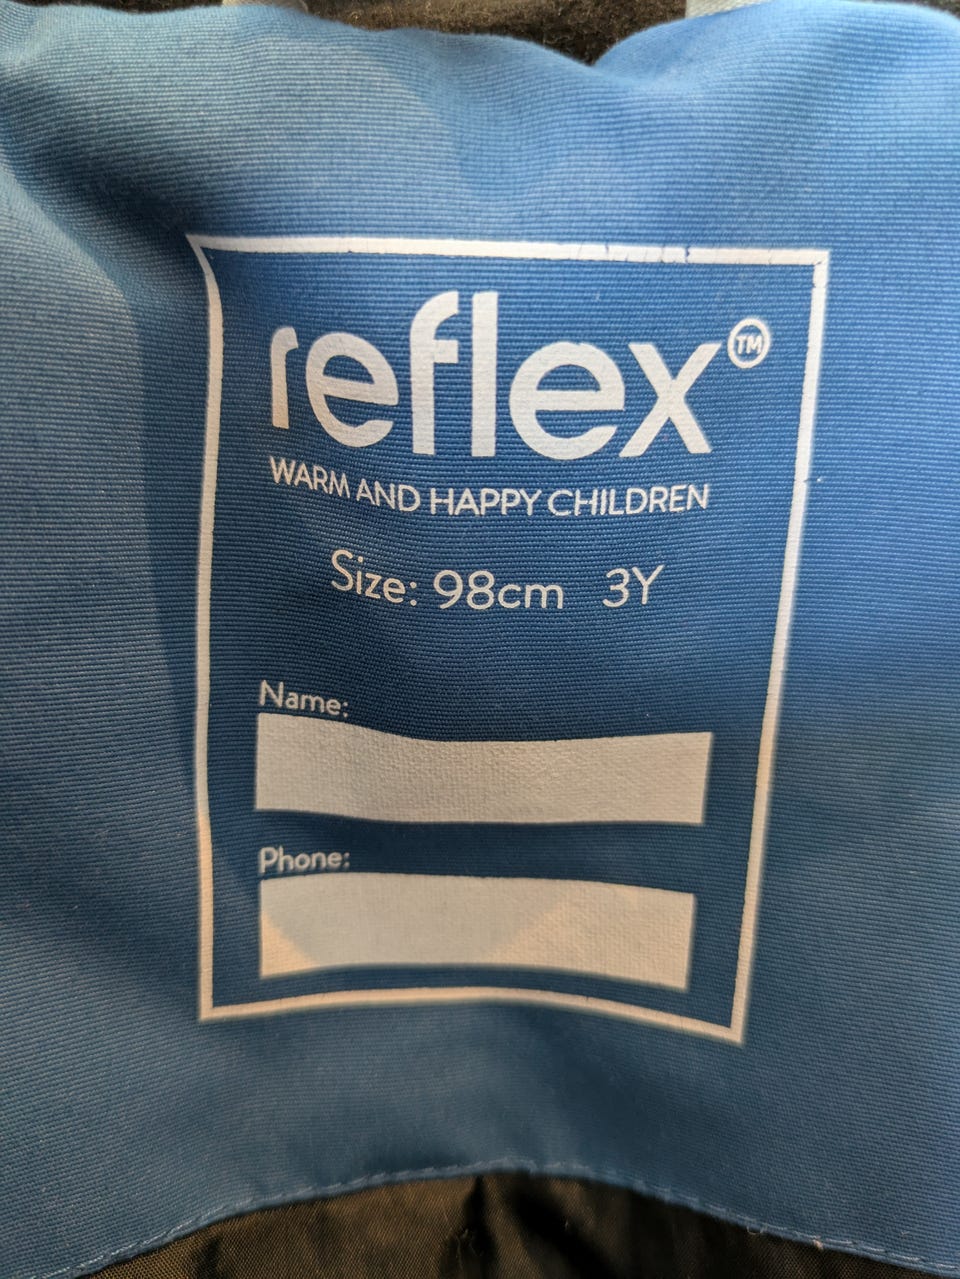 reflex™
WARM AND HAPPY CHILDREN
Size: 98cm 3Y
Name:
Phone: